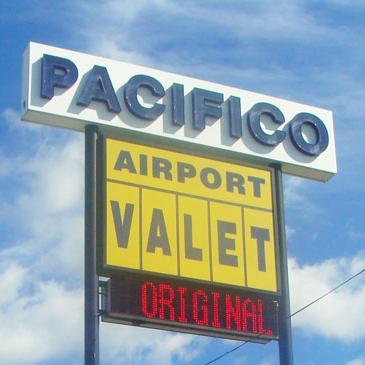 PACIFICO
AIRPORT
VALET
ORIGINAL